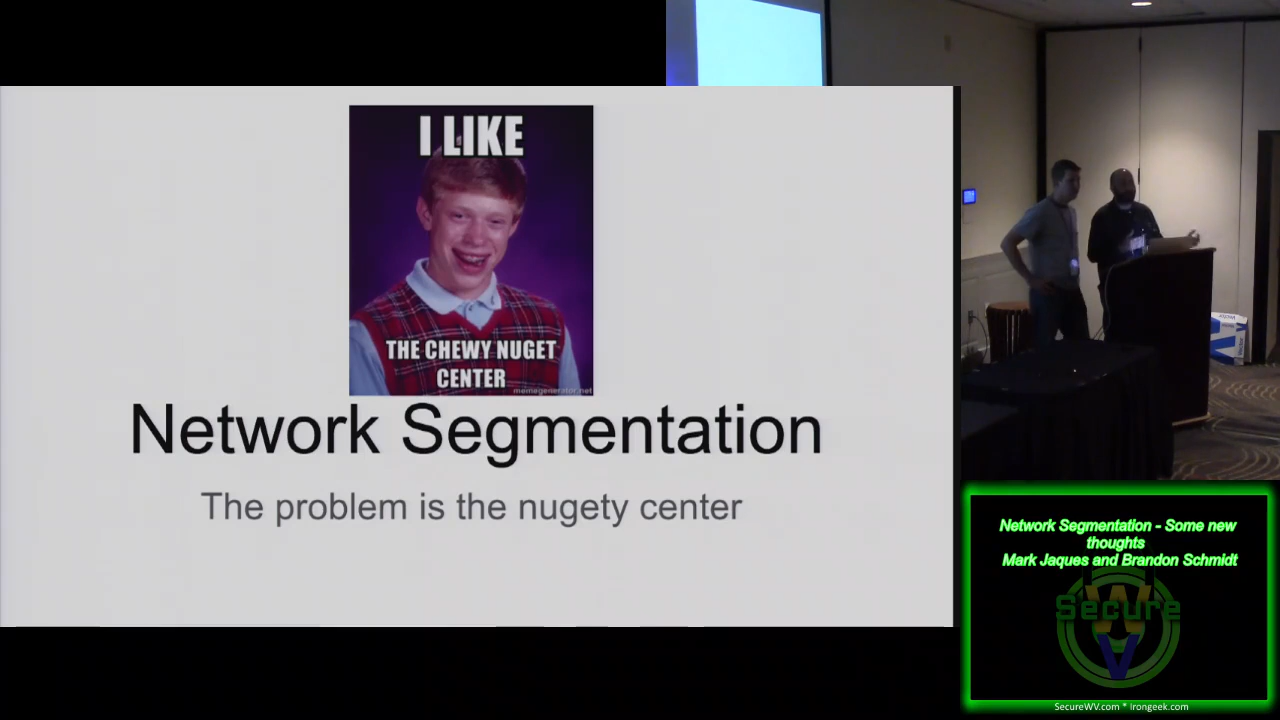 I LIKE
THE CHEWY NUGET
CENTER
memegenerator.net
Network Segmentation
The problem is the nugety center
Network Segmentation - Some new
thoughts
Mark Jaques and Brandon Schmidt
Secure
W
V
SecureWV.com * Irongeek.com